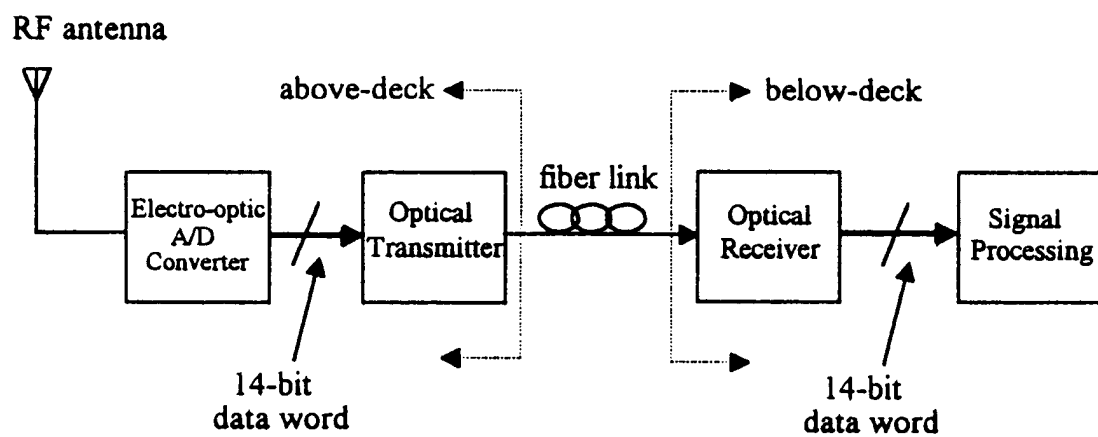 RF antenna
above-deck
below-deck
fiber link
Electro-optic
A/D
Converter
Optical
Transmitter
Optical
Receiver
Signal
Processing
14-bit
data word
14-bit
data word